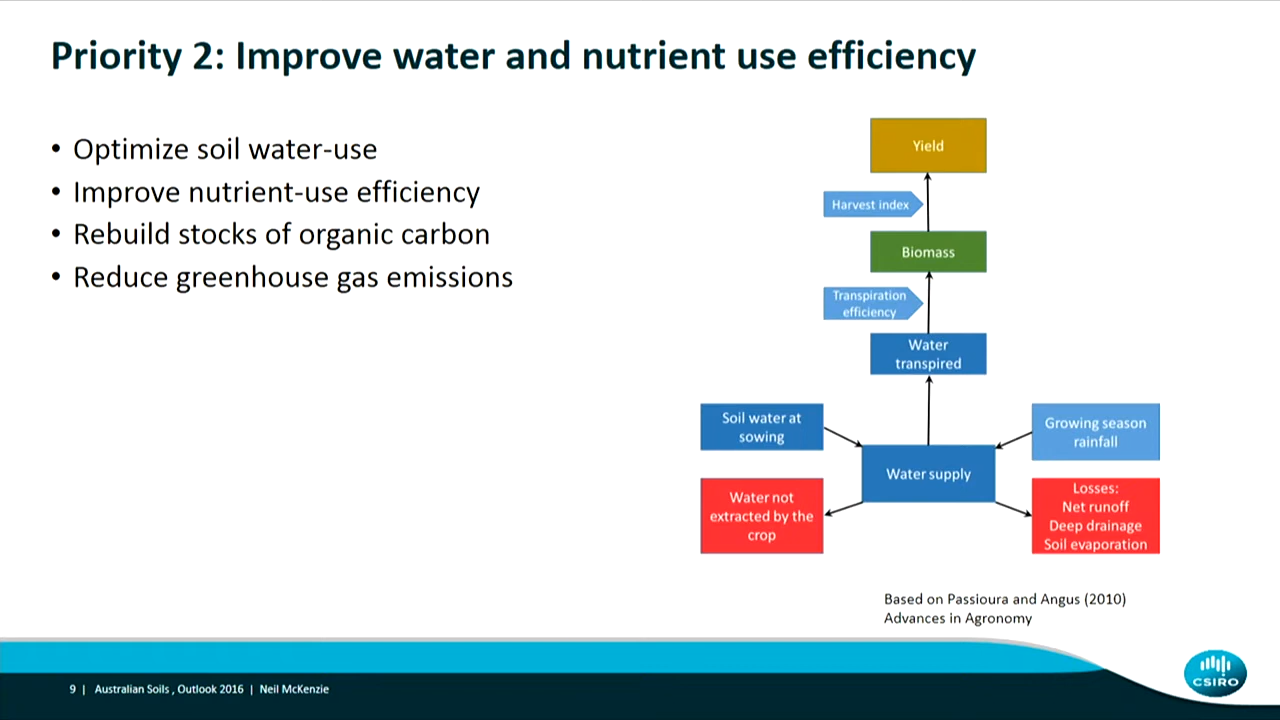 Priority 2: Improve water and nutrient use efficiency
• Optimize soil water-use
• Improve nutrient-use efficiency
• Rebuild stocks of organic carbon
• Reduce greenhouse gas emissions
Yield
Harvest index
Biomass
Transpiration
efficiency
Water
transpired
Soil water at
sowing
Growing season
rainfall
Water supply
Water not
extracted by the
crop
Losses:
Net runoff
Deep drainage
Soil evaporation
Based on Passioura and Angus (2010)
Advances in Agronomy
9 | Australian Soils , Outlook 2016 | Neil McKenzie
CSIRO